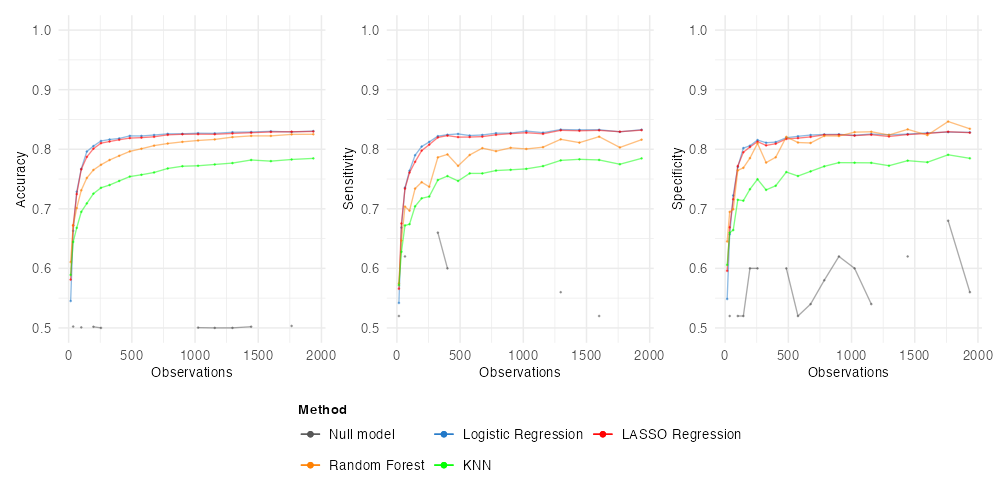 1.0
0.9
0.8
0.7
0.6
0.5
Accuracy
0 500 1000 1500 2000
Observations
1.0
0.9
0.8
0.7
0.6
0.5
Sensitivity
0 500 1000 1500 2000
Observations
1.0
0.9
0.8
0.7
0.6
0.5
Specificity
0 500 1000 1500 2000
Observations
Method
Null model Logistic Regression LASSO Regression
Random Forest KNN